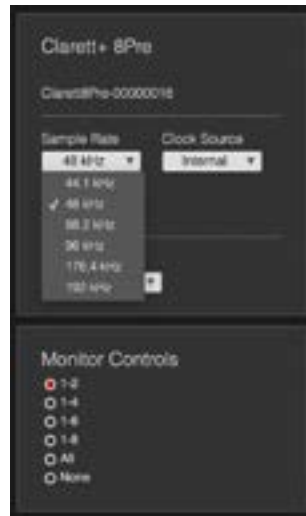 Clarett+ 8Pre
Clarett8Pre-00000016
Sample Rate Clock Source
48 kHz Internal
44.1 kHz
✓ 48 kHz
88.2 kHz
96 kHz
176.4 kHz
192 kHz
Monitor Controls
1-2
1-4
1-6
1-8
All
None